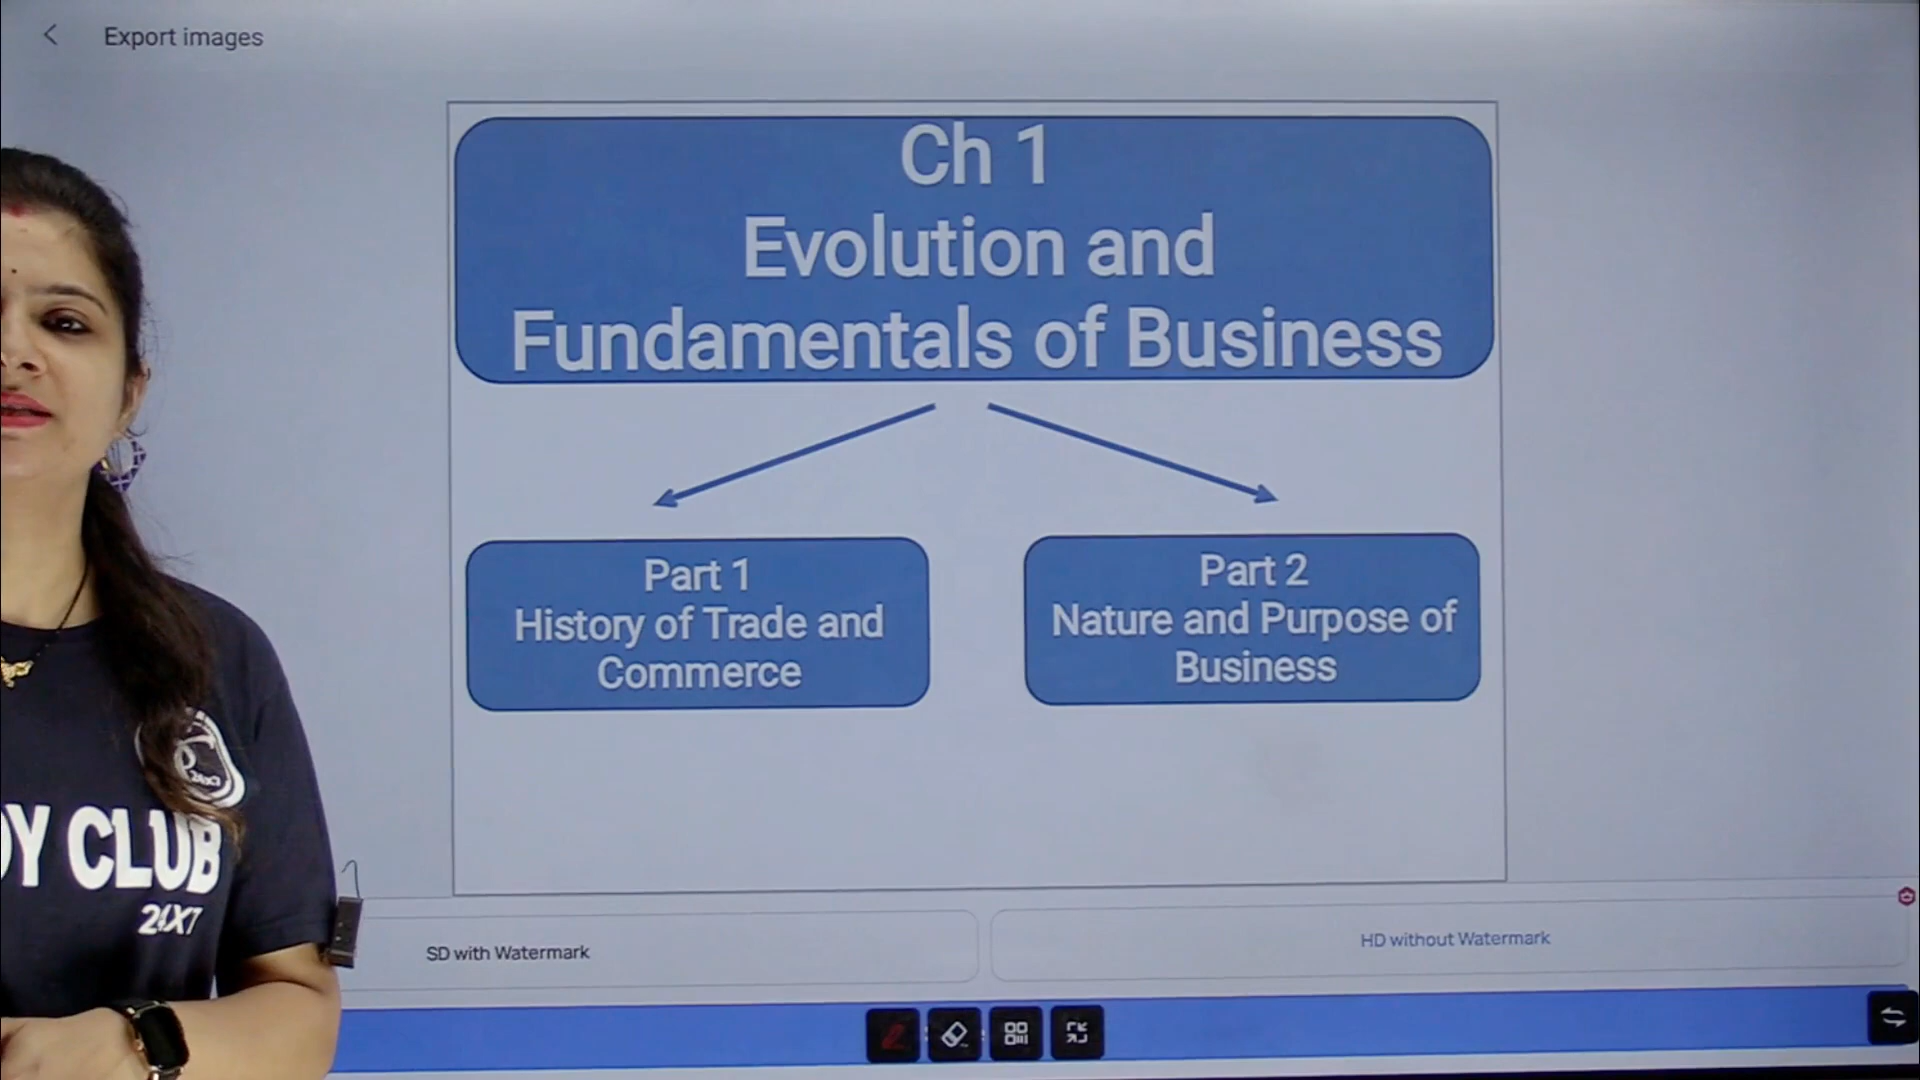 Export images
Ch 1
Evolution and
Fundamentals of Business
Part 1
History of Trade and
Commerce
Part 2
Nature and Purpose of
Business
CLUB
24X7
SD with Watermark
HD without Watermark